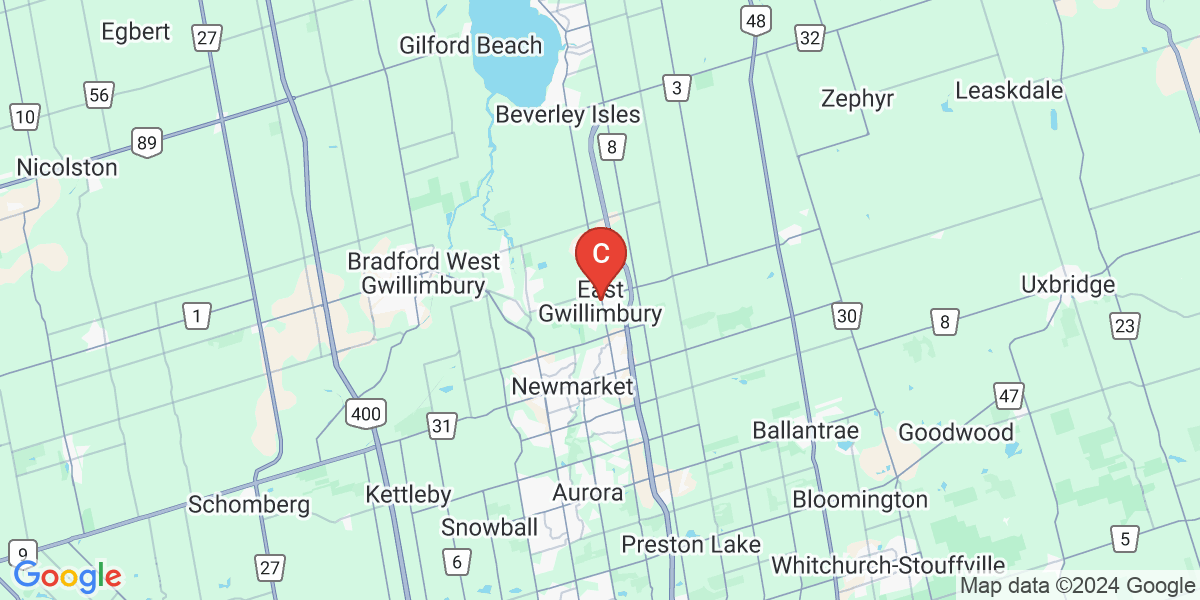 Egbert
27
48
32
Gilford Beach
56
3
Zephyr
Leaskdale
10
Beverley Isles
89
8
Nicolston
C
Bradford West
Gwillimbury
East
Gwillimbury
Uxbridge
1
30
8
23
Newmarket
47
400
31
Ballantrae
Goodwood
Kettleby
Aurora
Schomberg
Bloomington
Snowball
5
Preston Lake
9
6
27
Whitchurch-Stouffville
Google
Map data ©2024 Google